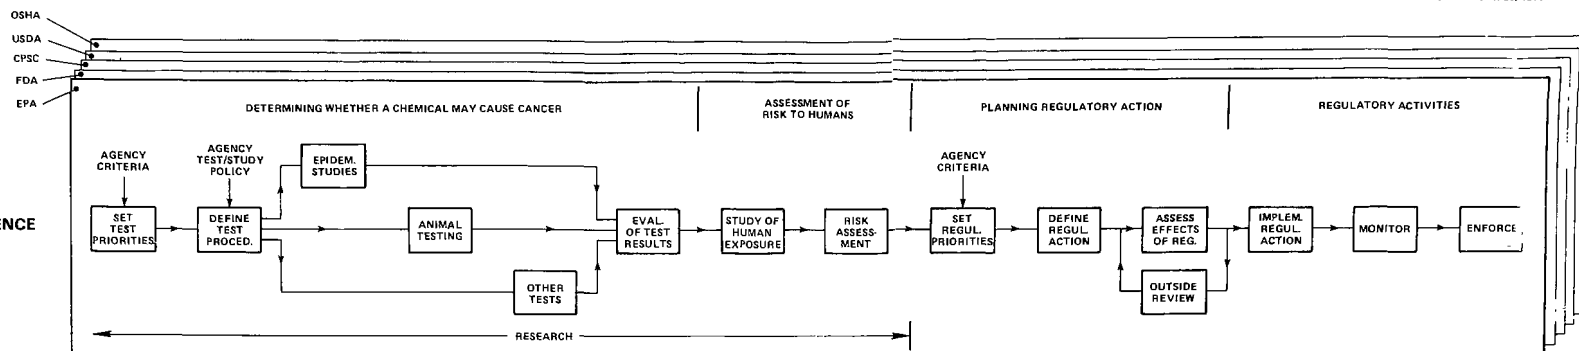 OSHA
USDA
CPSC
FDA
EPA
DETERMINING WHETHER A CHEMICAL MAY CAUSE CANCER
ASSESSMENT OF
RISK TO HUMANS
PLANNING REGULATORY ACTION
REGULATORY ACTIVITIES
AGENCY
CRITERIA
AGENCY
TEST/STUDY
POLICY
EPIDEM.
STUDIES
AGENCY
CRITERIA
SET
TEST
PRIORITIES
DEFINE
TEST
PROCED.
ANIMAL
TESTING
EVAL.
OF TEST
RESULTS
STUDY OF
HUMAN
EXPOSURE
RISK
ASSESS-
MENT
SET
REGUL.
PRIORITIES
DEFINE
REGUL.
ACTION
ASSESS
EFFECTS
OF REG.
IMPLEM.
REGUL.
ACTION
MONITOR
ENFORCE
ENCE
OTHER
TESTS
OUTSIDE
REVIEW
RESEARCH